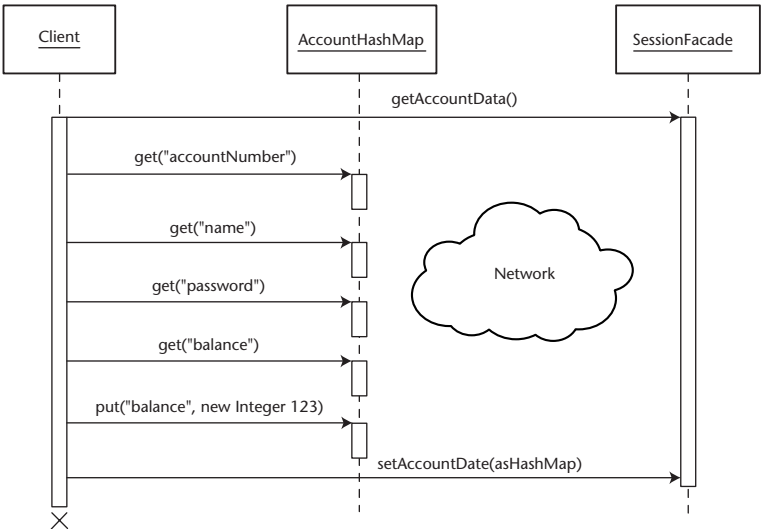 Client
AccountHashMap
SessionFacade
getAccountData()
get("accountNumber")
get("name")
Network
get("password")
get("balance")
put("balance", new Integer 123)
setAccountDate(asHashMap)